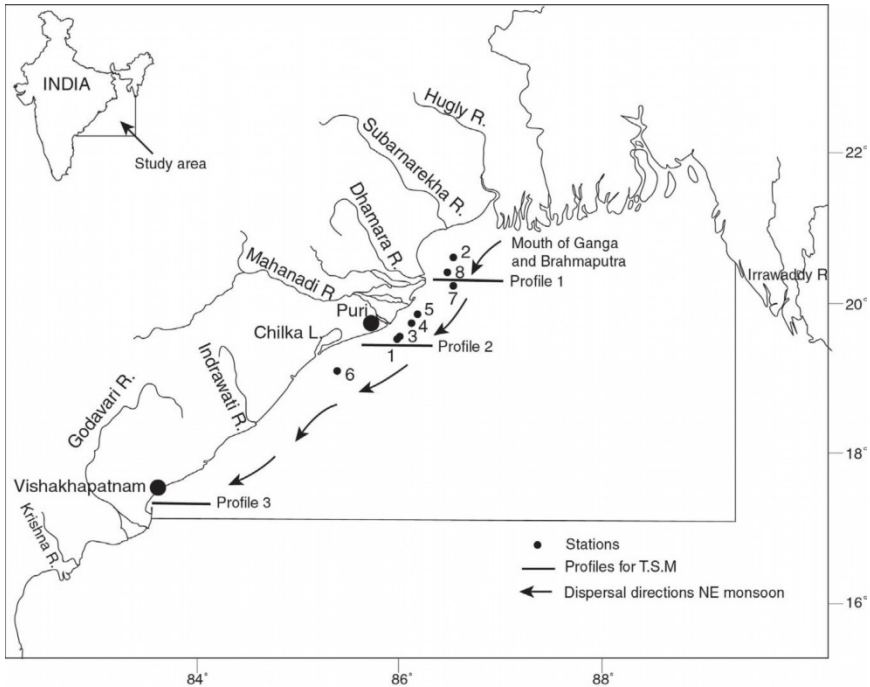 INDIA
Study area
Hugly R.
Subarnarekha R.
Dhamara R.
Mahanadi R
Puri
Chilka L.
Indrawati R.
Godavari R.
Vishakhapatnam
Krishna R.
Mouth of Ganga
and Brahmaputra
Irrawaddy R
2
8
Profile 1
7
5
4
3
1
Profile 2
6
Profile 3
Stations
Profiles for T.S.M
Dispersal directions NE monsoon
22°
20°
18°
16°
84°
86°
88°